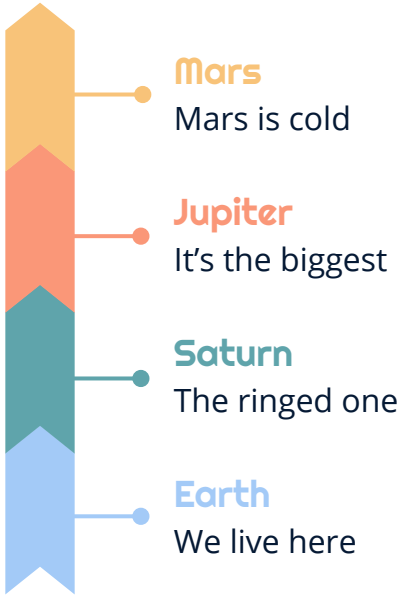 Mars
Mars is cold
Jupiter
It’s the biggest
Saturn
The ringed one
Earth
We live here